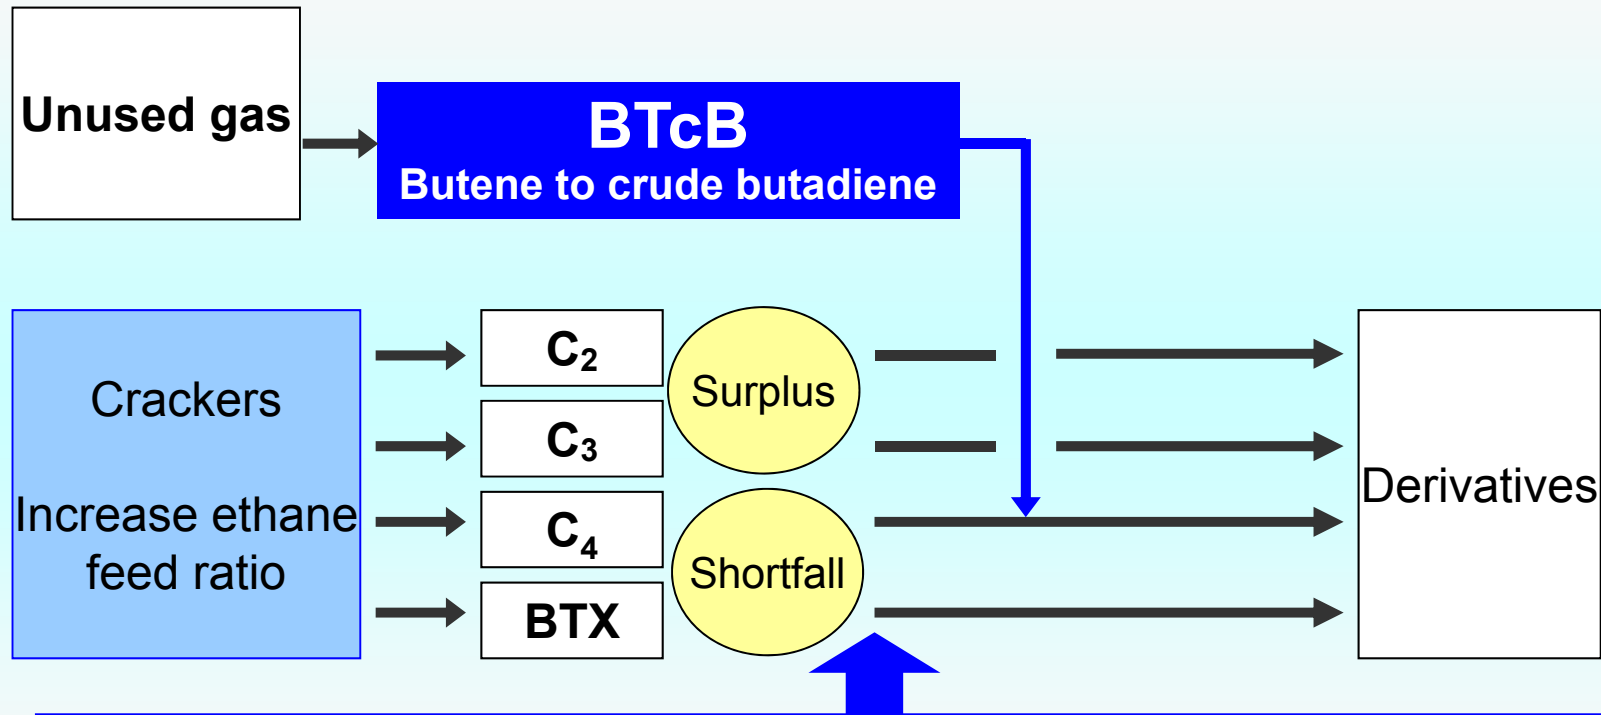 Unused gas
BTcB
Butene to crude butadiene
Crackers
Increase ethane
feed ratio
C₂
C₃
C₄
BTX
Surplus
Shortfall
Derivatives